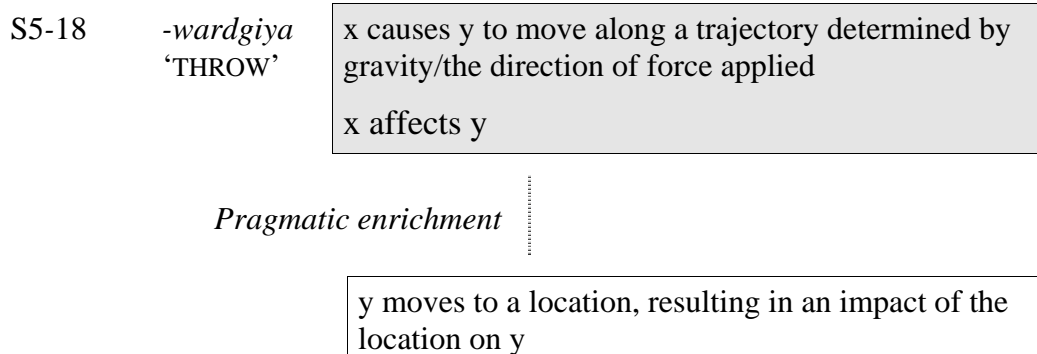 S5-18 -wardgiya x causes y to move along a trajectory determined by
‘THROW’ gravity/the direction of force applied
x affects y
Pragmatic enrichment
y moves to a location, resulting in an impact of the
location on y